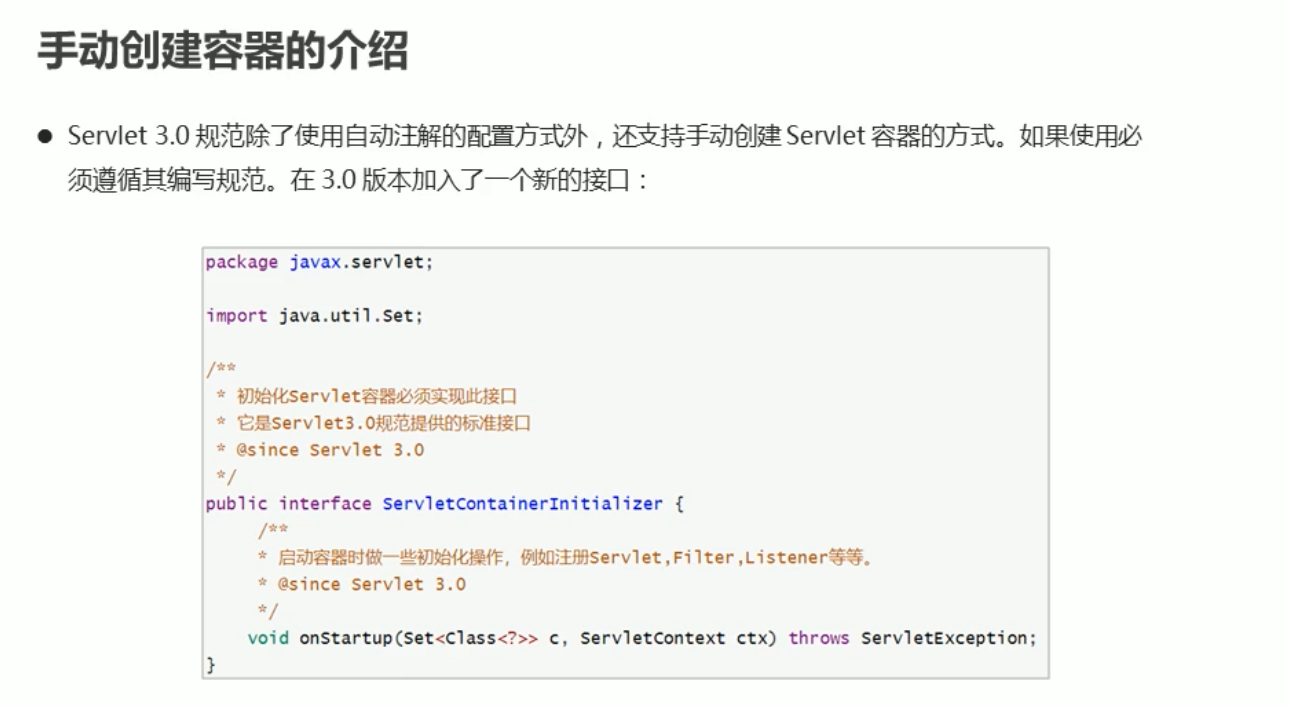 手动创建容器的介绍
● Servlet 3.0 规范除了使用自动注解的配置方式外，还支持手动创建 Servlet 容器的方式。如果使用必
须遵循其编写规范。在 3.0 版本加入了一个新的接口：
package javax.servlet;
import java.util.Set;
/**
* 初始化Servlet容器必须实现此接口
* 它是Servlet3.0规范提供的标准接口
* @since Servlet 3.0
*/
public interface ServletContainerInitializer {
/**
* 启动容器时做一些初始化操作，例如注册Servlet,Filter,Listener等等。
* @since Servlet 3.0
*/
void onStartup(Set<Class<?>> c, ServletContext ctx) throws ServletException;
}